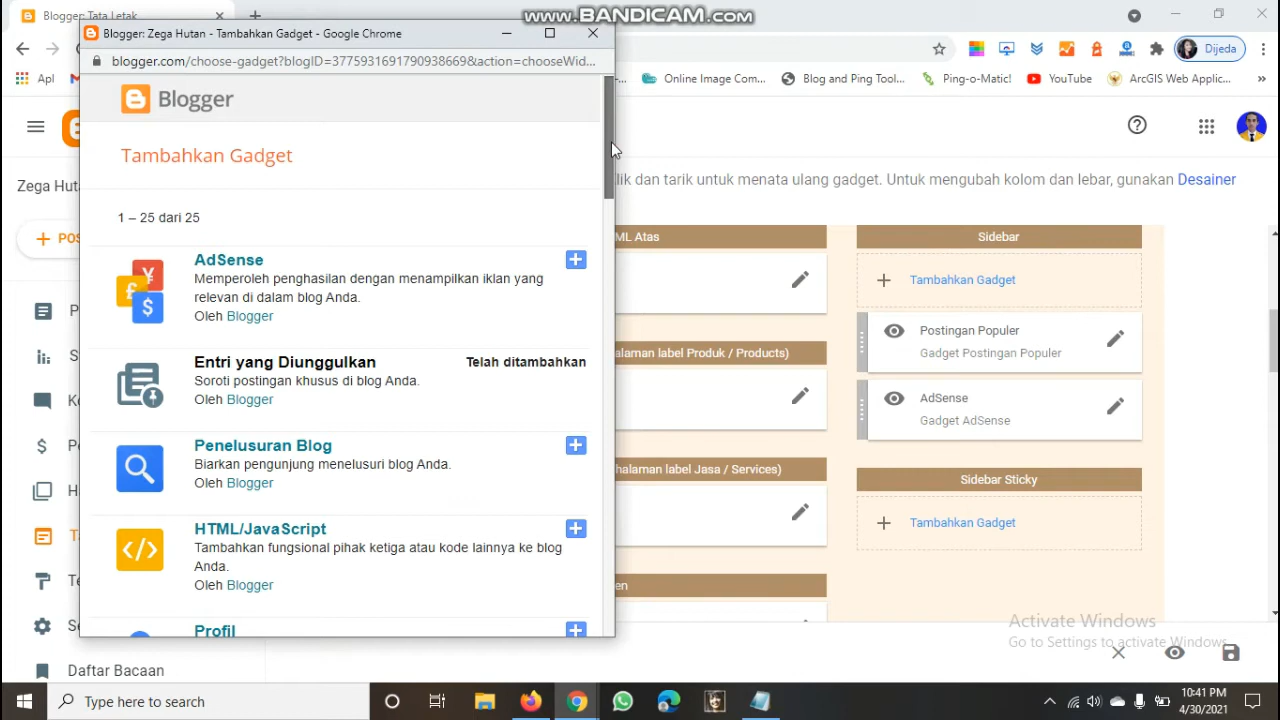 Blogger: Tata Letak
www.BANDICAM.com
Blogger: Zega Hutan - Tambahkan Gadget - Google Chrome
blogger.com/choose-gadget?blogID=3775931691790938669&action=chooseWid...
Dijeda
Apl
Online Image Com...
Blog and Ping Tool...
Ping-o-Matic!
YouTube
ArcGIS Web Applic...
Blogger
Tambahkan Gadget
1 – 25 dari 25
AdSense
Memperoleh penghasilan dengan menampilkan iklan yang
relevan di dalam blog Anda.
Oleh Blogger
Entri yang Diunggulkan
Telah ditambahkan
Soroti postingan khusus di blog Anda.
Oleh Blogger
Penelusuran Blog
Biarkan pengunjung menelusuri blog Anda.
Oleh Blogger
HTML/JavaScript
Tambahkan fungsional pihak ketiga atau kode lainnya ke blog
Anda.
Oleh Blogger
Profil
Zega Huta
+ POS
Daftar Bacaan
lik dan tarik untuk menata ulang gadget. Untuk mengubah kolom dan lebar, gunakan Desainer
ML Atas
alaman label Produk / Products)
halaman label Jasa / Services)
en
Sidebar
Tambahkan Gadget
Postingan Populer
Gadget Postingan Populer
AdSense
Gadget AdSense
Sidebar Sticky
Tambahkan Gadget
Activate Windows
Go to Settings to activate Windows.
Type here to search
10:41 PM
4/30/2021